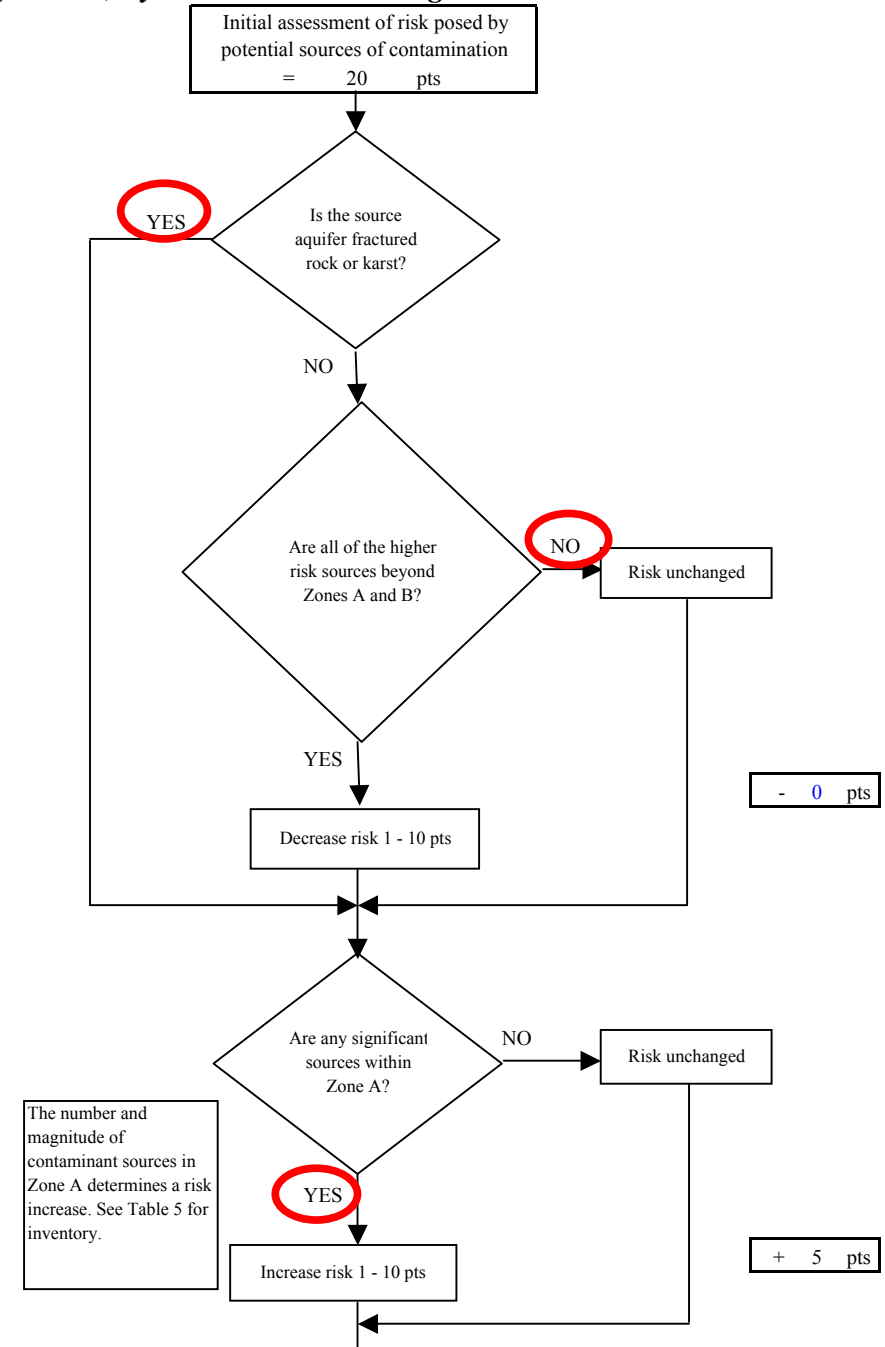 Initial assessment of risk posed by
potential sources of contamination
= 20 pts
YES
Is the source
aquifer fractured
rock or karst?
NO
Are all of the higher
risk sources beyond
Zones A and B?
NO
Risk unchanged
YES
- 0 pts
Decrease risk 1 - 10 pts
Are any significant
sources within
Zone A?
NO
Risk unchanged
The number and
magnitude of
contaminant sources in
Zone A determines a risk
increase. See Table 5 for
inventory.
YES
+ 5 pts
Increase risk 1 - 10 pts